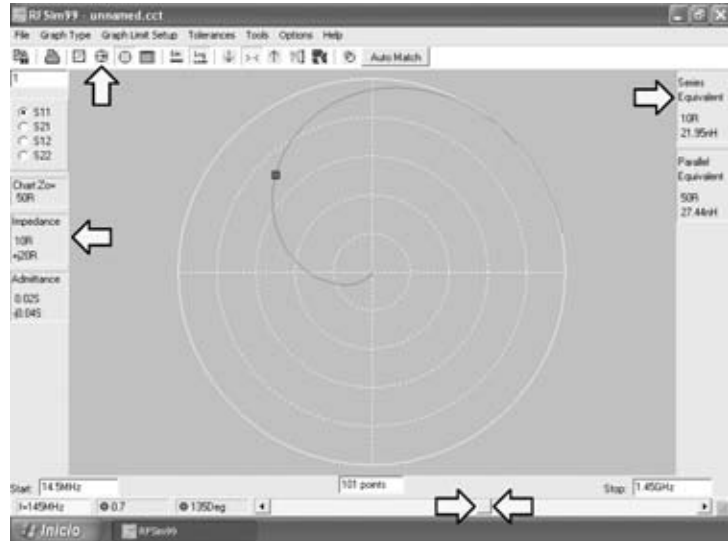 RFSim99 - unnamed.cct
File Graph Type Graph Limit Setup Tolerances Tools Options Help
Auto Match
1
S11
S21
S12
S22
Chart Zo=
50R
Impedance
10R
+j20R
Admittance
0.02S
-j0.04S
Series
Equivalent
10R
21.95nH
Parallel
Equivalent
50R
27.44nH
Start: 14.5MHz
101 points
Stop: 1.45GHz
f=145MHz
0.7
135Deg
Inicio
RFSim99